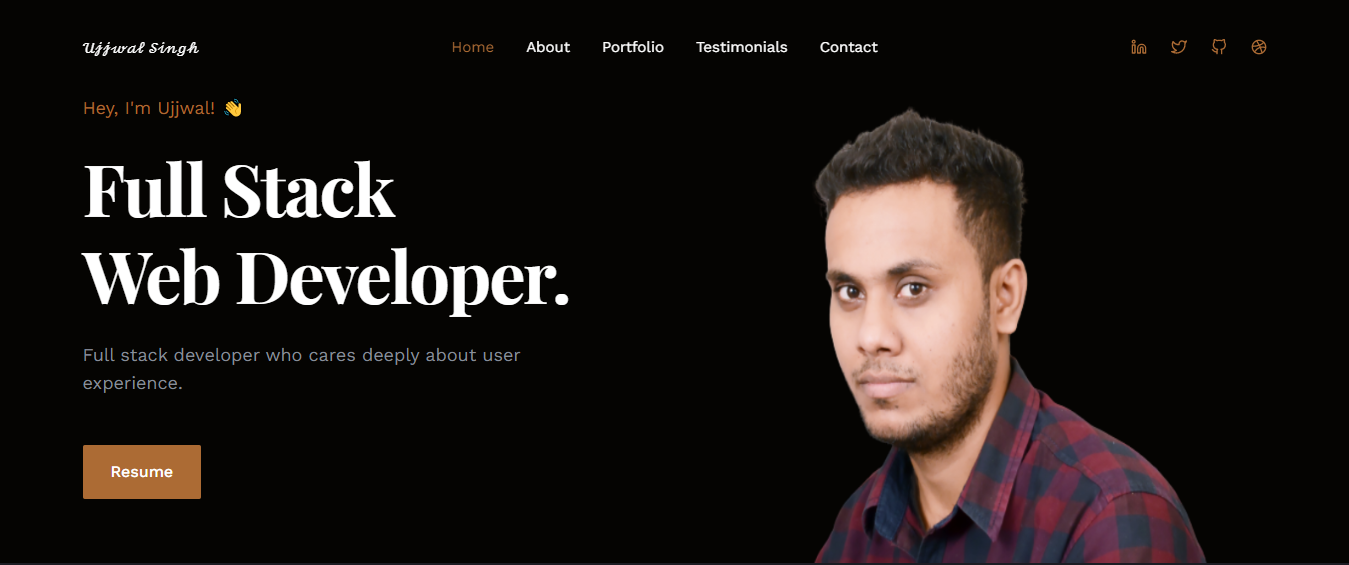 Ujjwal Singh
Home About Portfolio Testimonials Contact
Hey, I'm Ujjwal! 👋
Full Stack
Web Developer.
Full stack developer who cares deeply about user
experience.
Resume